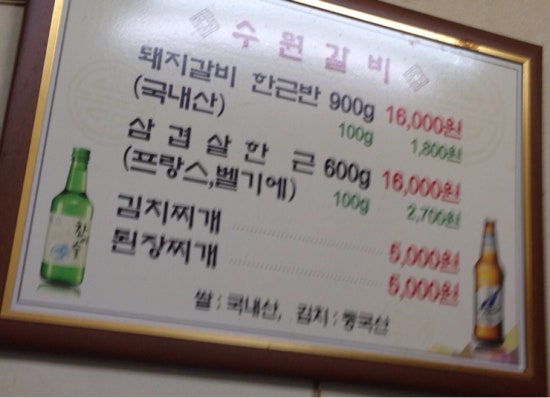 수원갈비
돼지갈비 한근반 900g 16,000원
(국내산) 100g 1,800원
삼겹살한근 600g 16,000원
(프랑스,벨기에) 100g 2,700원
김치찌개 5,000원
된장찌개 5,000원
쌀 : 국내산, 김치 : 중국산
참이슬